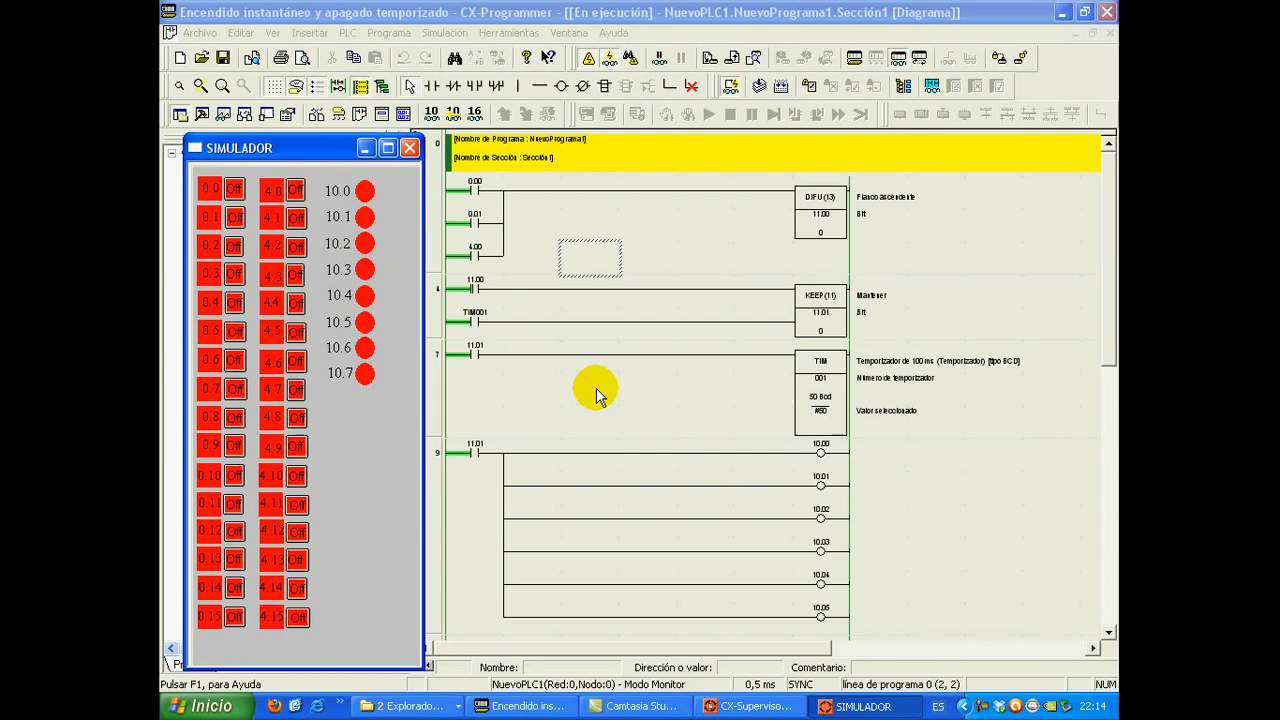 Encendido instantáneo y apagado temporizado - CX-Programmer - [[En ejecución] - NuevoPLC1.NuevoPrograma1.Sección1 [Diagrama]]
Archivo Editar Ver Insertar PLC Programa Simulación Herramientas Ventana Ayuda
10 10 16
SIMULADOR
0.0 Off 4.0 Off 10.0
0.1 Off 4.1 Off 10.1
0.2 Off 4.2 Off 10.2
0.3 Off 4.3 Off 10.3
0.4 Off 4.4 Off 10.4
0.5 Off 4.5 Off 10.5
0.6 Off 4.6 Off 10.6
0.7 Off 4.7 Off 10.7
0.8 Off 4.8 Off
0.9 Off 4.9 Off
0.10 Off 4.10 Off
0.11 Off 4.11 Off
0.12 Off 4.12 Off
0.13 Off 4.13 Off
0.14 Off 4.14 Off
0.15 Off 4.15 Off
0
[Nombre de Programa : NuevoPrograma1]
[Nombre de Sección : Sección1]
0.00
DIFU(13) Flanco ascendente
0.01
11.00 Bit
0
4.00
11.00
KEEP(11) Mantener
TIM001
11.01 Bit
0
7
11.01
TIM Temporizador de 100 ms (Temporizador) [tipo BCD]
001 Número de temporizador
50 Bcd
#50 Valor seleccionado
9
11.01 10.00
10.01
10.02
10.03
10.04
10.05
Nombre: Dirección o valor: Comentario:
Pulsar F1, para Ayuda NuevoPLC1(Red:0,Nodo:0) - Modo Monitor 0,5 ms SYNC línea de programa 0 (2, 2) NUM
Inicio 2 Explorado... Encendido ins... Camtasia Stu... CX-Superviso... SIMULADOR ES 22:14